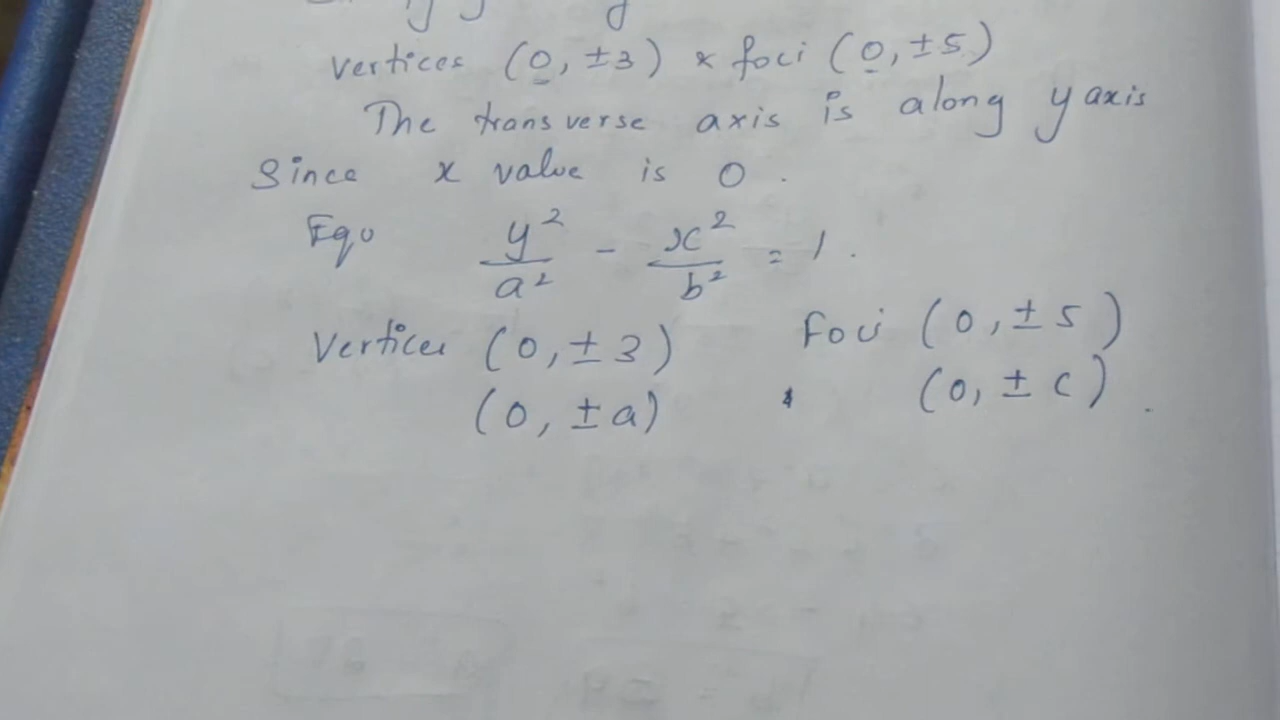 vertices (0, ±3) & foci (0, ±5)
The transverse axis is along y axis
Since x value is 0.
Equ y²/a² - x²/b² = 1.
Vertices (0, ±3) Foci (0, ±5)
(0, ±a) & (0, ± c).